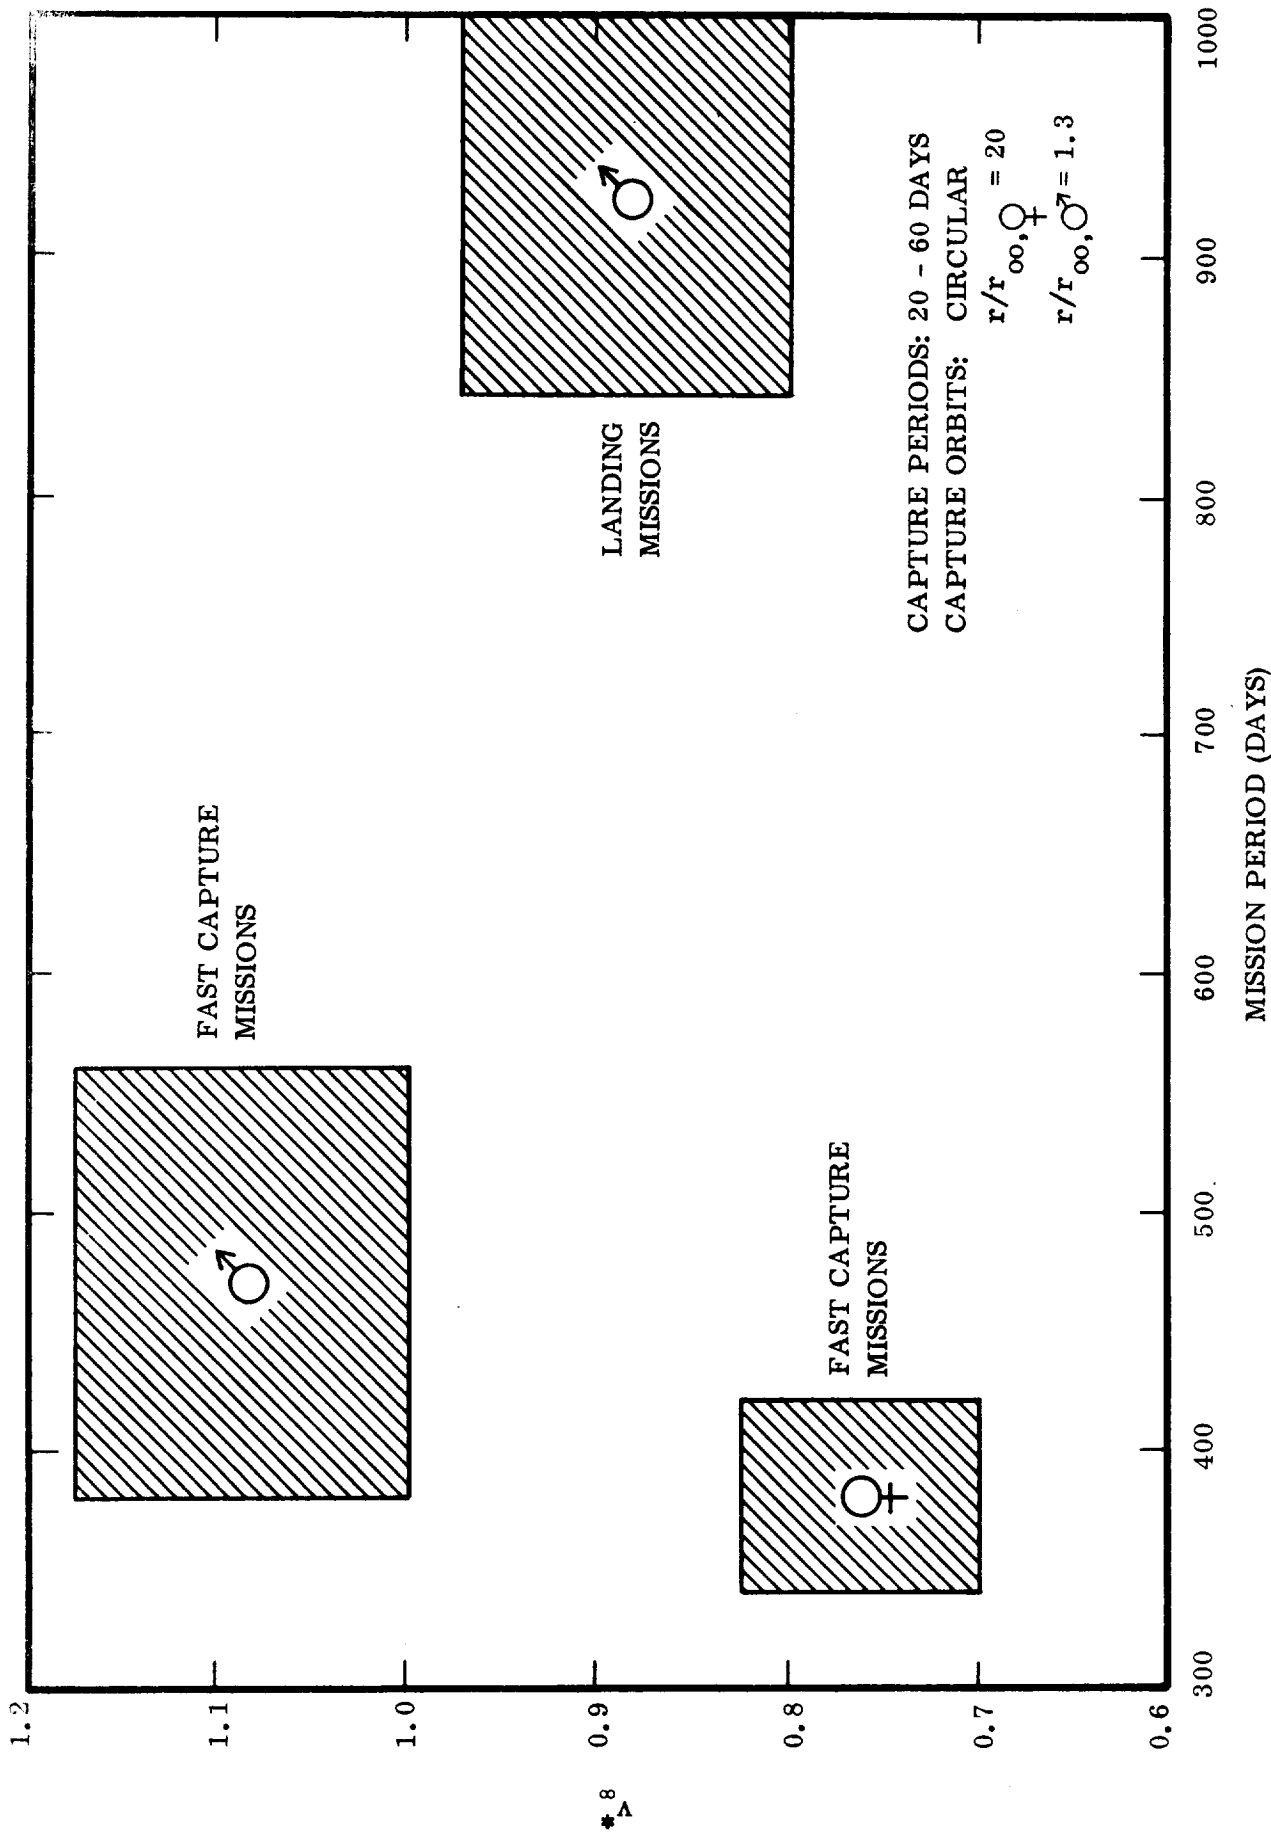 1.2
1.1
1.0
0.9
0.8
0.7
0.6
v*∞
300
400
500
600
700
800
900
1000
MISSION PERIOD (DAYS)
FAST CAPTURE
MISSIONS
♂
FAST CAPTURE
MISSIONS
♀
LANDING
MISSIONS
♂
CAPTURE PERIODS: 20 - 60 DAYS
CAPTURE ORBITS: CIRCULAR
r/r₀₀,♀ = 20
r/r₀₀,♂ = 1.3